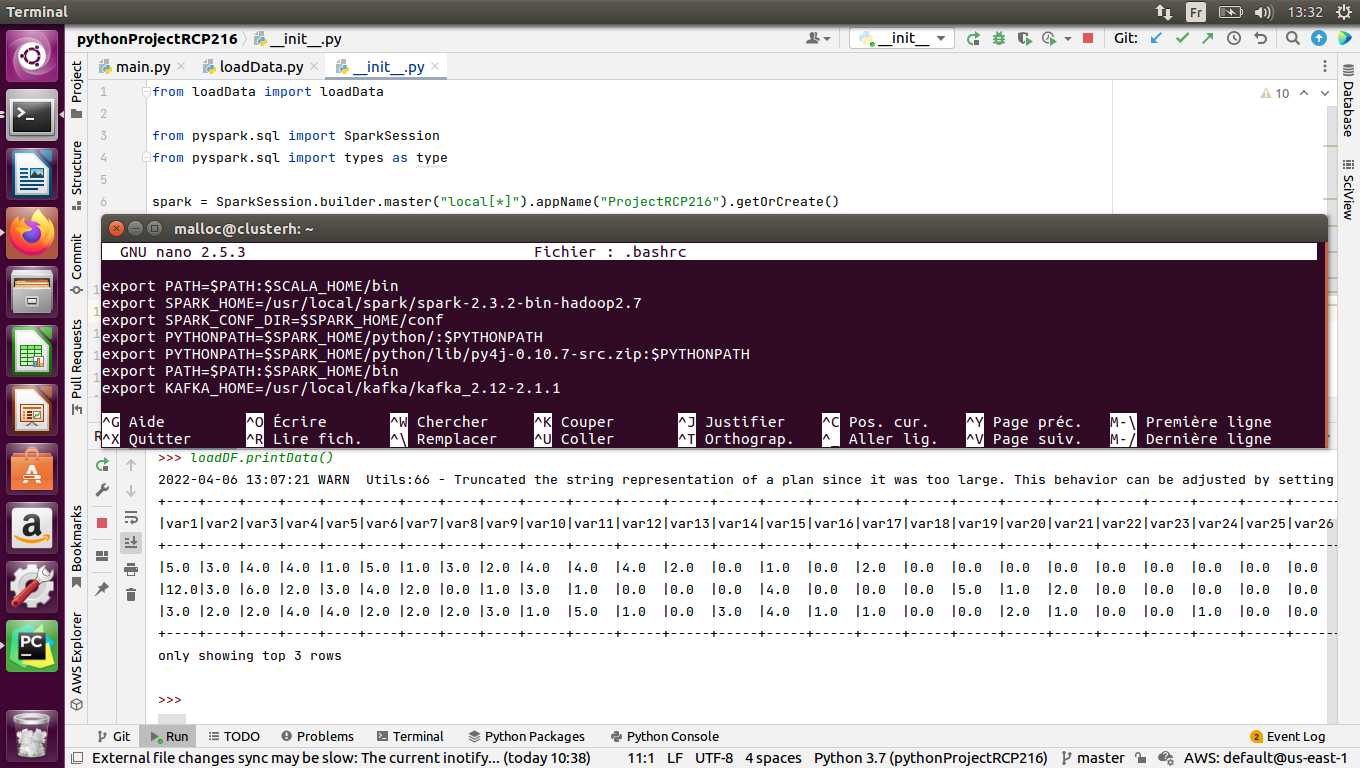 Terminal
Fr
13:32
pythonProjectRCP216
__init__.py
__init__
Git:
main.py
loadData.py
__init__.py
Project
Structure
Commit
Pull Requests
Bookmarks
AWS Explorer
Database
SciView
10
1 from loadData import loadData
2
3 from pyspark.sql import SparkSession
4 from pyspark.sql import types as type
5
6 spark = SparkSession.builder.master("local[*]").appName("ProjectRCP216").getOrCreate()
malloc@clusterh: ~
GNU nano 2.5.3 Fichier : .bashrc
export PATH=$PATH:$SCALA_HOME/bin
export SPARK_HOME=/usr/local/spark/spark-2.3.2-bin-hadoop2.7
export SPARK_CONF_DIR=$SPARK_HOME/conf
export PYTHONPATH=$SPARK_HOME/python/:$PYTHONPATH
export PYTHONPATH=$SPARK_HOME/python/lib/py4j-0.10.7-src.zip:$PYTHONPATH
export PATH=$PATH:$SPARK_HOME/bin
export KAFKA_HOME=/usr/local/kafka/kafka_2.12-2.1.1
^G Aide ^O Écrire ^W Chercher ^K Couper ^J Justifier ^C Pos. cur. ^Y Page préc. M-\ Première ligne
^X Quitter ^R Lire fich. ^\ Remplacer ^U Coller ^T Orthograp. ^_ Aller lig. ^V Page suiv. M-/ Dernière ligne
>>> loadDF.printData()
2022-04-06 13:07:21 WARN  Utils:66 - Truncated the string representation of a plan since it was too large. This behavior can be adjusted by setting
+----+----+----+----+----+----+----+----+----+-----+-----+-----+-----+-----+-----+-----+-----+-----+-----+-----+-----+-----+-----+-----+-----+-----
|var1|var2|var3|var4|var5|var6|var7|var8|var9|var10|var11|var12|var13|var14|var15|var16|var17|var18|var19|var20|var21|var22|var23|var24|var25|var26
+----+----+----+----+----+----+----+----+----+-----+-----+-----+-----+-----+-----+-----+-----+-----+-----+-----+-----+-----+-----+-----+-----+-----
|5.0 |3.0 |4.0 |4.0 |1.0 |5.0 |1.0 |3.0 |2.0 |4.0  |4.0  |4.0  |2.0  |0.0  |1.0  |0.0  |2.0  |0.0  |0.0  |0.0  |0.0  |0.0  |0.0  |0.0  |0.0  |0.0
|12.0|3.0 |6.0 |2.0 |3.0 |4.0 |2.0 |0.0 |1.0 |3.0  |1.0  |0.0  |0.0  |0.0  |4.0  |0.0  |0.0  |0.0  |5.0  |1.0  |2.0  |0.0  |0.0  |0.0  |0.0  |0.0
|3.0 |2.0 |2.0 |4.0 |4.0 |2.0 |2.0 |2.0 |3.0 |1.0  |5.0  |1.0  |0.0  |3.0  |4.0  |1.0  |1.0  |0.0  |0.0  |2.0  |1.0  |0.0  |0.0  |1.0  |0.0  |0.0
+----+----+----+----+----+----+----+----+----+-----+-----+-----+-----+-----+-----+-----+-----+-----+-----+-----+-----+-----+-----+-----+-----+-----
only showing top 3 rows
>>>
Git Run TODO Problems Terminal Python Packages Python Console 2 Event Log
External file changes sync may be slow: The current inotify... (today 10:38) 11:1 LF UTF-8 4 spaces Python 3.7 (pythonProjectRCP216) master AWS: default@us-east-1